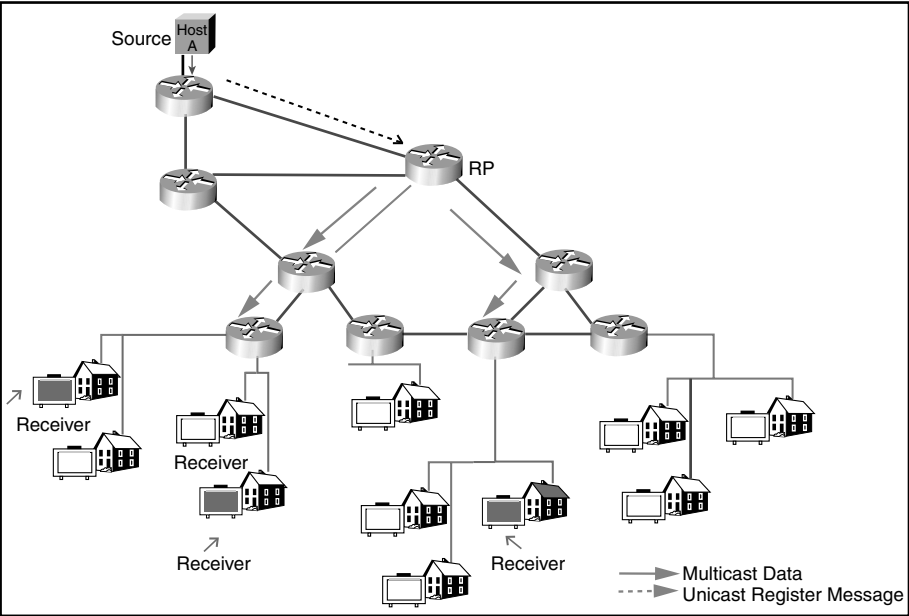 Source
Host
A
RP
Receiver
Receiver
Receiver
Receiver
Multicast Data
Unicast Register Message